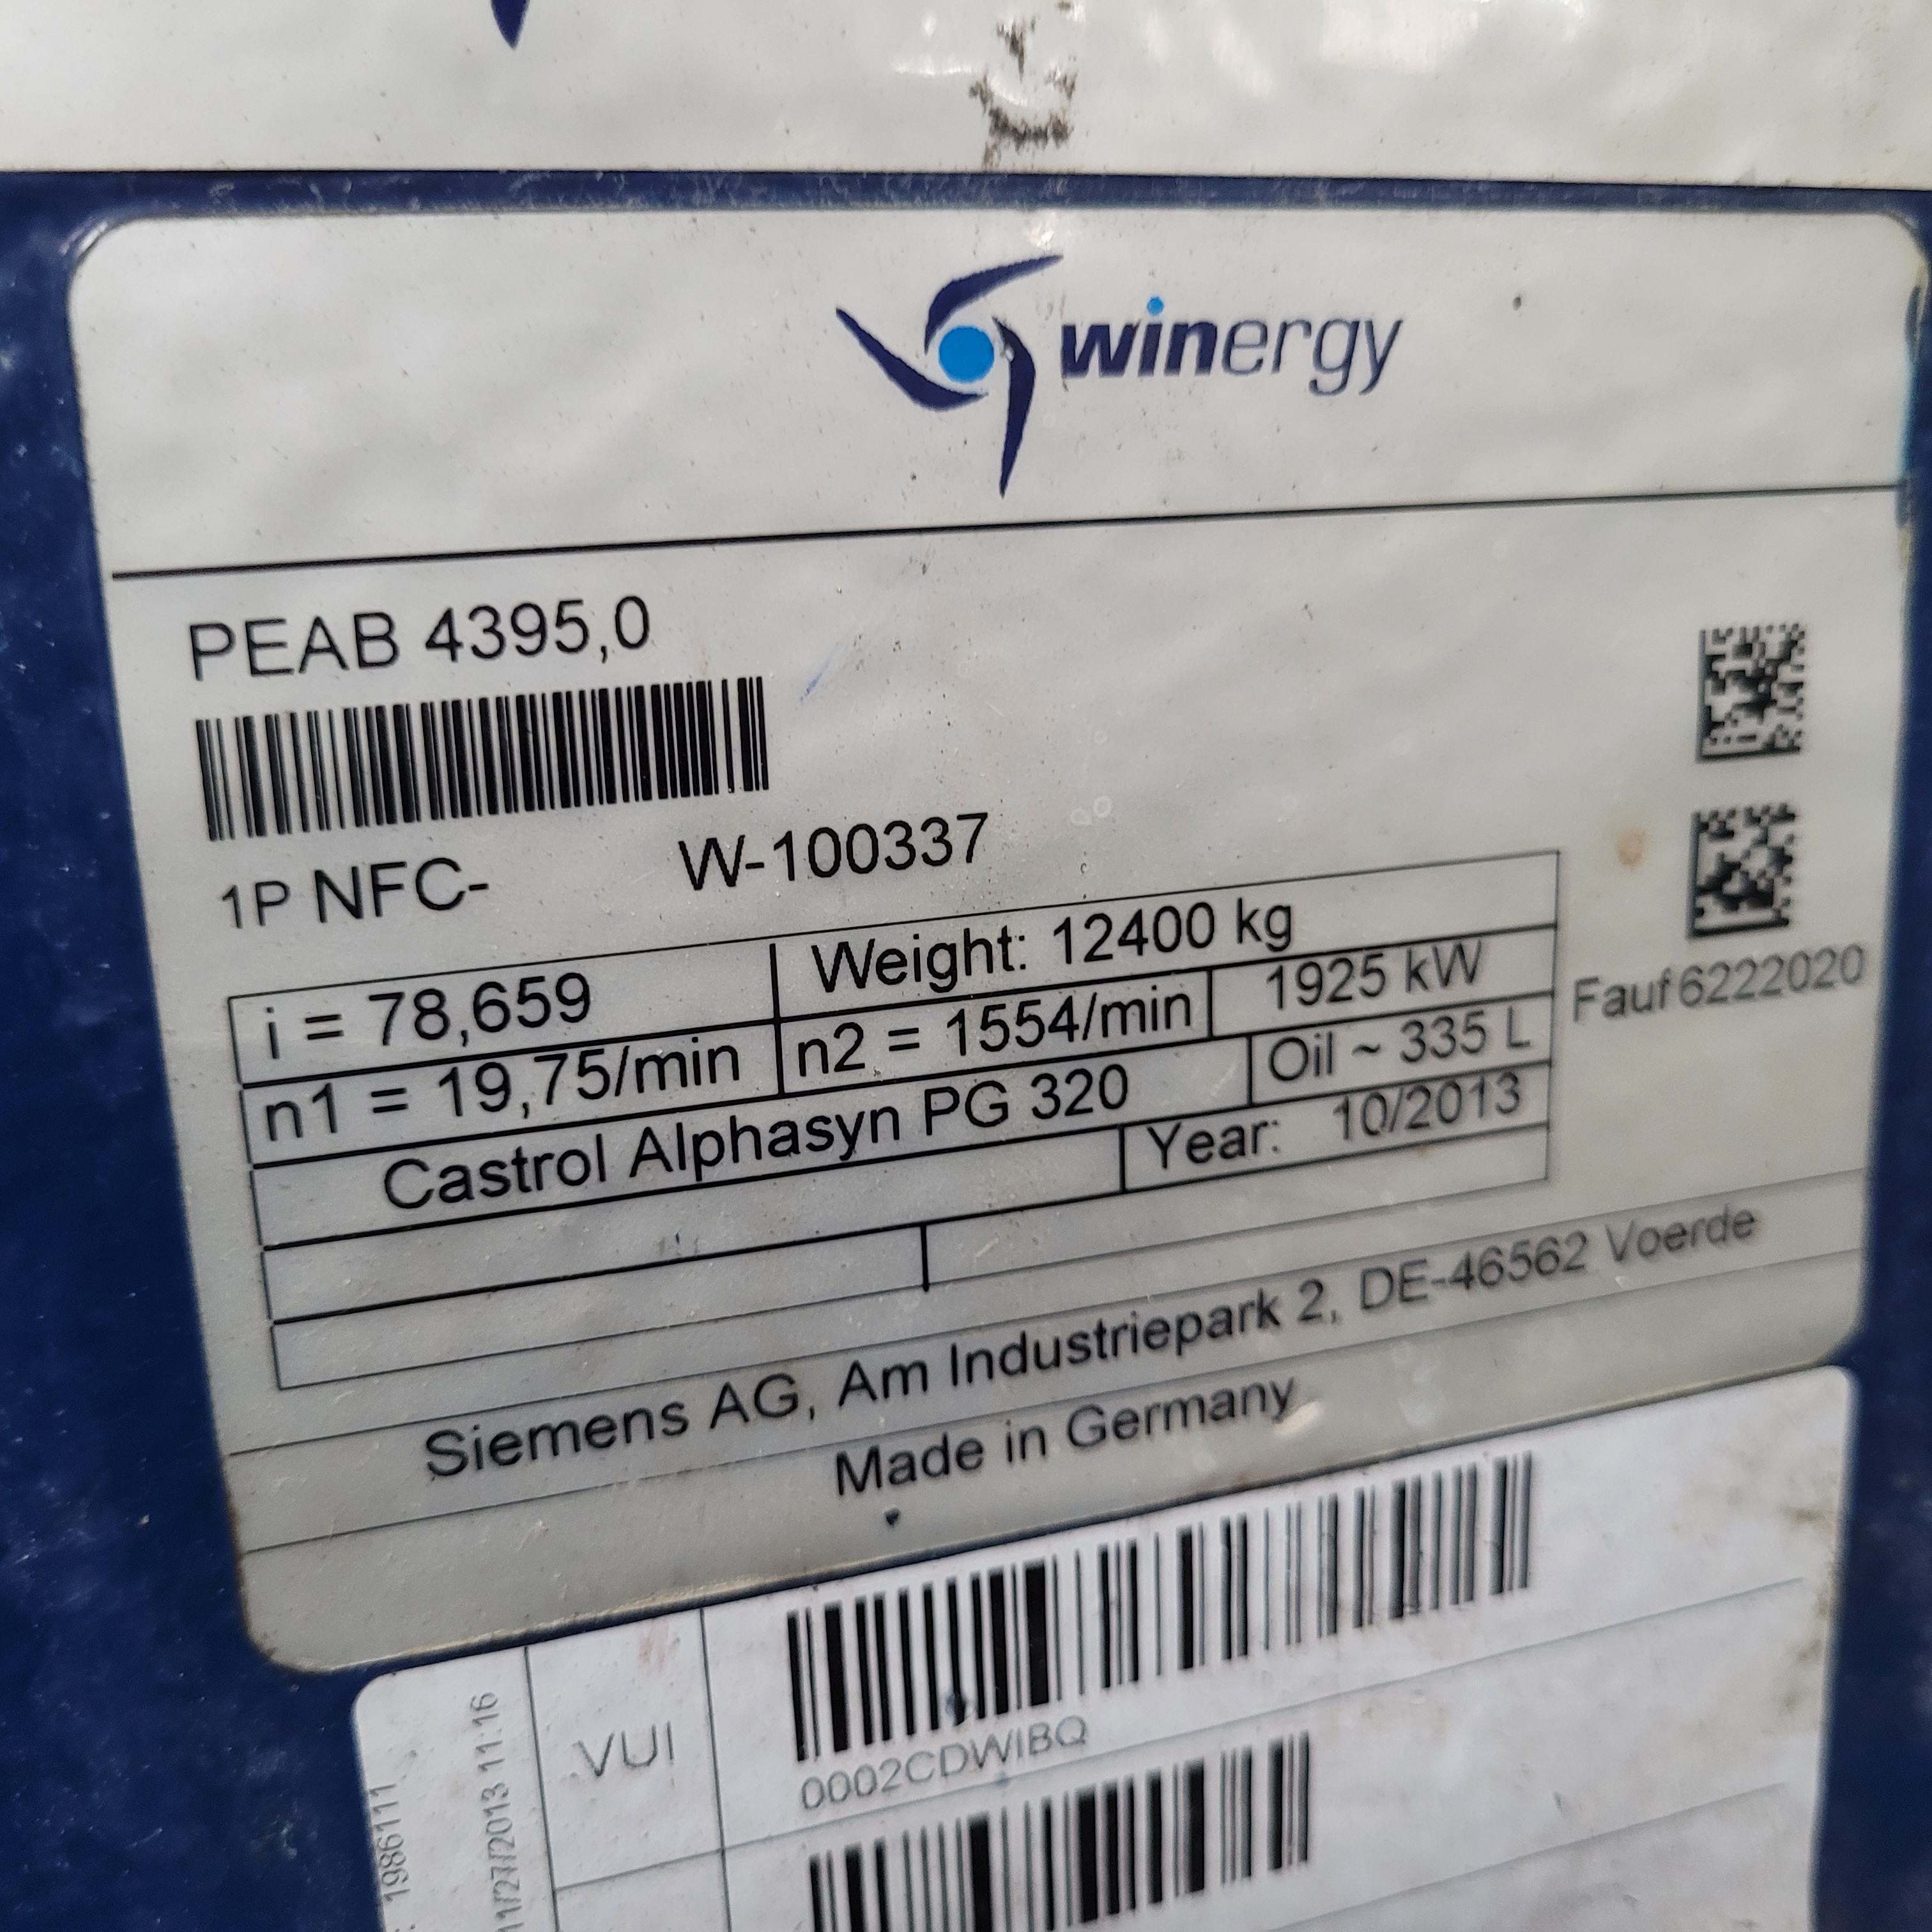 winergy
PEAB 4395,0
1P NFC- W-100337
i = 78,659 Weight: 12400 kg
n1 = 19,75/min n2 = 1554/min 1925 kW
Castrol Alphasyn PG 320 Oil ~ 335 L
Year: 10/2013
Fauf 6222020
Siemens AG, Am Industriepark 2, DE-46562 Voerde
Made in Germany
VUI
0002CDWIBQ
: 1986111
11/27/2013 11:16